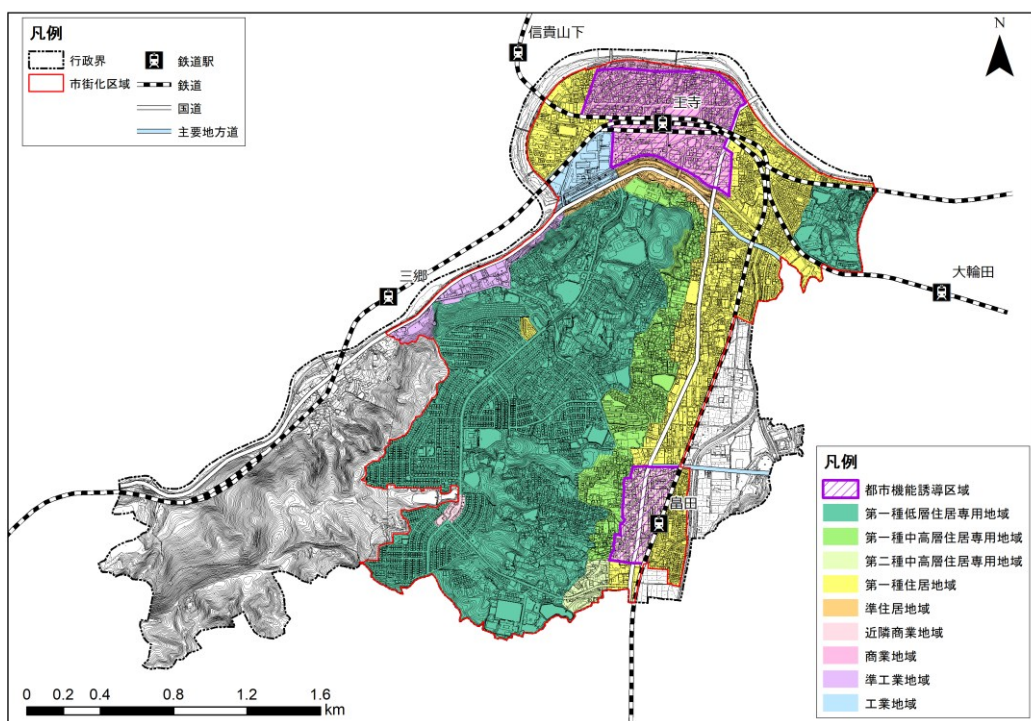 凡例
行政界
市街化区域
鉄道駅
鉄道
国道
主要地方道
信貴山下
N
王寺
三郷
大輪田
畠田
凡例
都市機能誘導区域
第一種低層住居専用地域
第一種中高層住居専用地域
第二種中高層住居専用地域
第一種住居地域
準住居地域
近隣商業地域
商業地域
準工業地域
工業地域
0 0.2 0.4 0.8 1.2 1.6
km